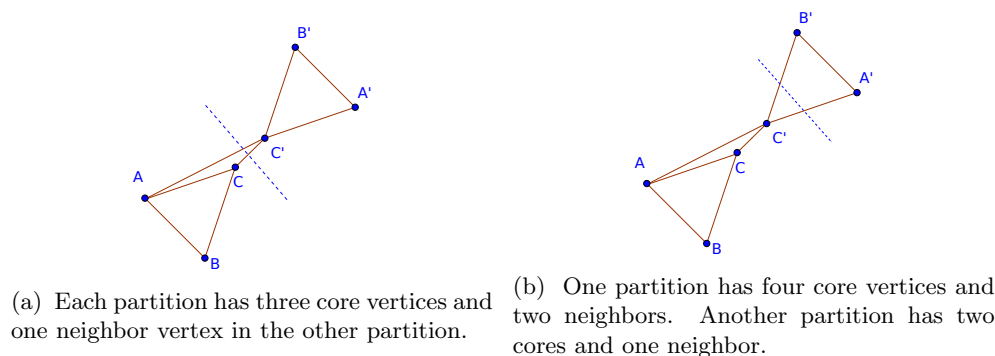 B'
A'
C'
A
C
B
(a) Each partition has three core vertices and
one neighbor vertex in the other partition.
B'
A'
C'
A
C
B
(b) One partition has four core vertices and
two neighbors. Another partition has two
cores and one neighbor.